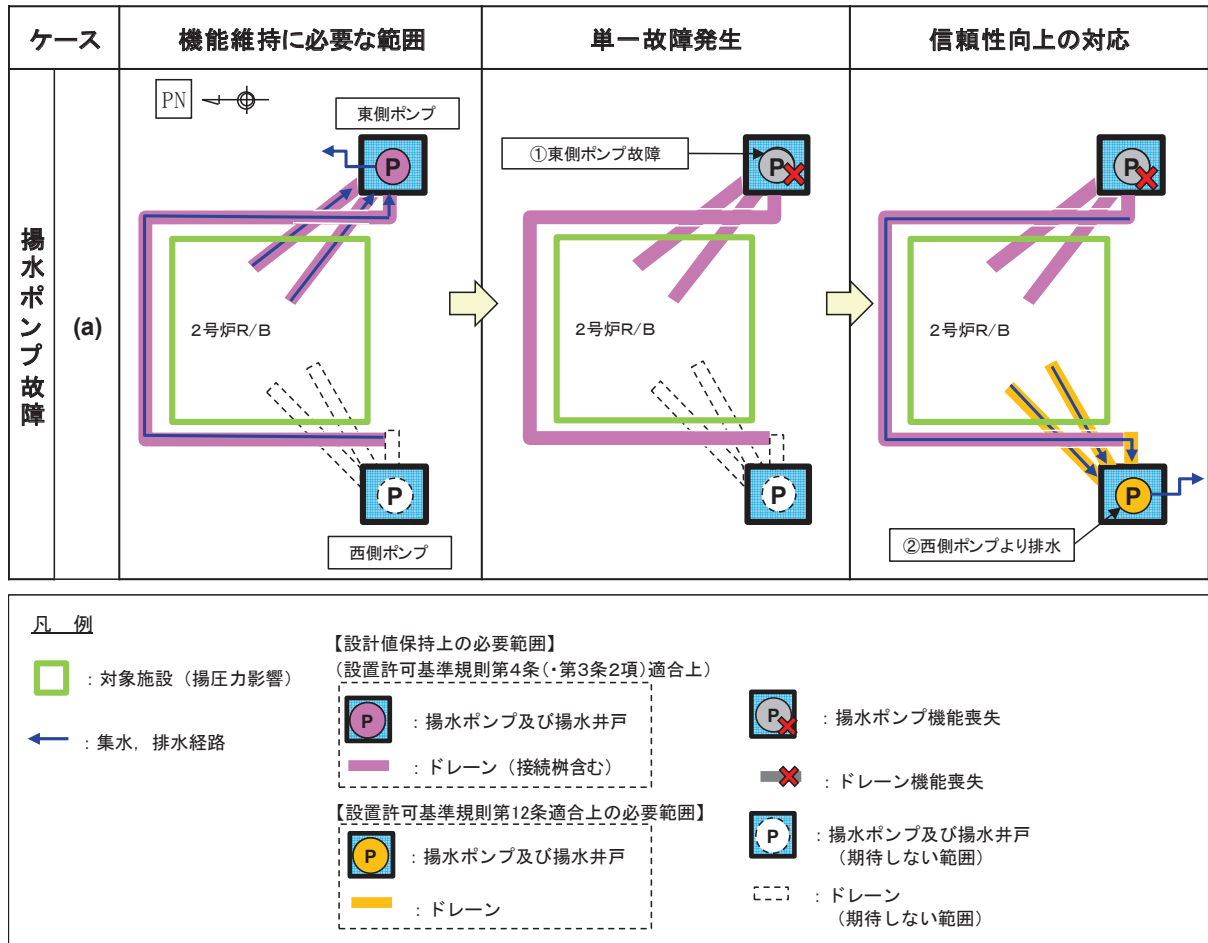 ケース
機能維持に必要な範囲
単一故障発生
信頼性向上の対応
揚水ポンプ故障
(a)
PN
東側ポンプ
P
2号炉R/B
P
西側ポンプ
①東側ポンプ故障
P
2号炉R/B
P
P
2号炉R/B
P
②西側ポンプより排水
凡 例
：対象施設（揚圧力影響）
：集水，排水経路
【設計値保持上の必要範囲】
（設置許可基準規則第4条（・第3条2項）適合上）
P
：揚水ポンプ及び揚水井戸
：ドレーン（接続桝含む）
【設置許可基準規則第12条適合上の必要範囲】
P
：揚水ポンプ及び揚水井戸
：ドレーン
P
：揚水ポンプ機能喪失
：ドレーン機能喪失
P
：揚水ポンプ及び揚水井戸
（期待しない範囲）
：ドレーン
（期待しない範囲）